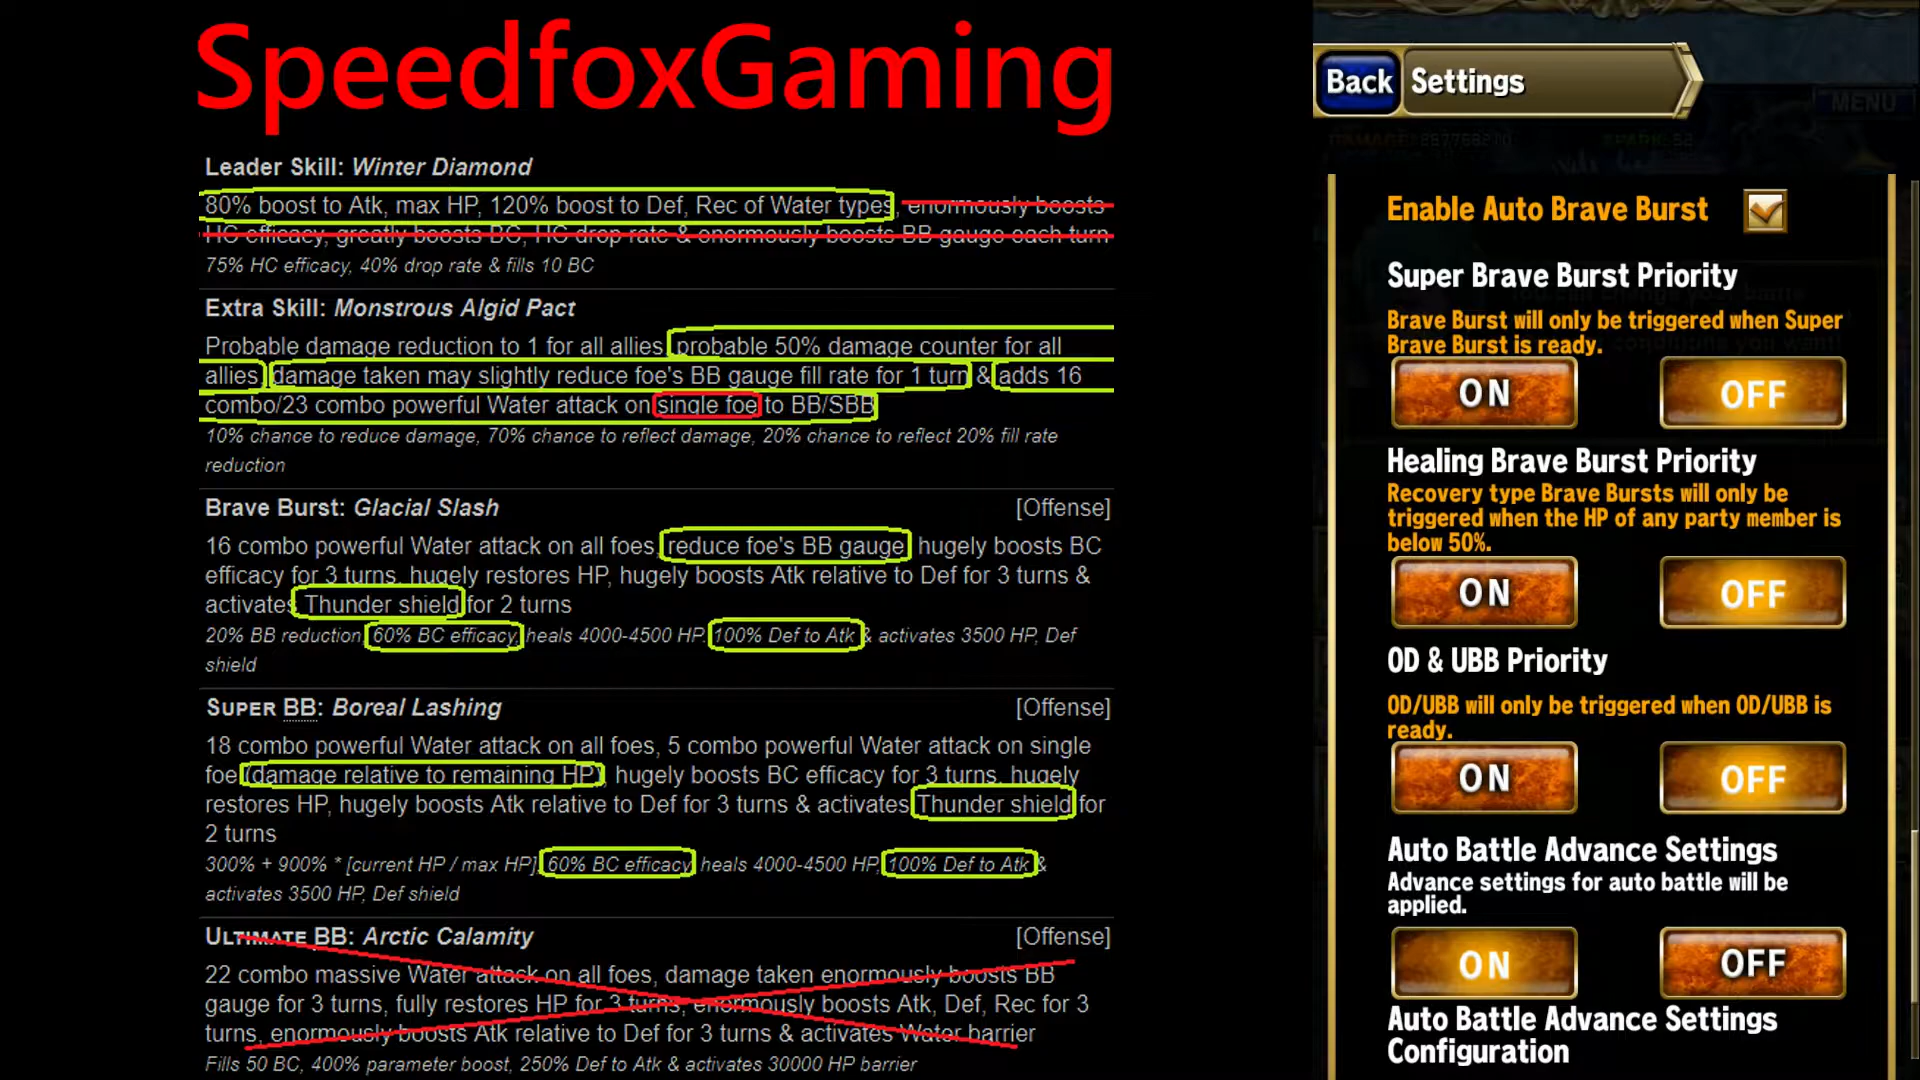 SpeedfoxGaming
Leader Skill: Winter Diamond
80% boost to Atk, max HP, 120% boost to Def, Rec of Water types, enormously boosts
HC efficacy, greatly boosts BC, HC drop rate & enormously boosts BB gauge each turn
75% HC efficacy, 40% drop rate & fills 10 BC
Extra Skill: Monstrous Algid Pact
Probable damage reduction to 1 for all allies, probable 50% damage counter for all
allies, damage taken may slightly reduce foe's BB gauge fill rate for 1 turn & adds 16
combo/23 combo powerful Water attack on single foe to BB/SBB
10% chance to reduce damage, 70% chance to reflect damage, 20% chance to reflect 20% fill rate
reduction
Brave Burst: Glacial Slash [Offense]
16 combo powerful Water attack on all foes, reduce foe's BB gauge, hugely boosts BC
efficacy for 3 turns, hugely restores HP, hugely boosts Atk relative to Def for 3 turns &
activates Thunder shield for 2 turns
20% BB reduction, 60% BC efficacy, heals 4000-4500 HP, 100% Def to Atk & activates 3500 HP, Def
shield
Super BB: Boreal Lashing [Offense]
18 combo powerful Water attack on all foes, 5 combo powerful Water attack on single
foe (damage relative to remaining HP), hugely boosts BC efficacy for 3 turns, hugely
restores HP, hugely boosts Atk relative to Def for 3 turns & activates Thunder shield for
2 turns
300% + 900% * [current HP / max HP], 60% BC efficacy, heals 4000-4500 HP, 100% Def to Atk &
activates 3500 HP, Def shield
Ultimate BB: Arctic Calamity [Offense]
22 combo massive Water attack on all foes, damage taken enormously boosts BB
gauge for 3 turns, fully restores HP for 3 turns, enormously boosts Atk, Def, Rec for 3
turns, enormously boosts Atk relative to Def for 3 turns & activates Water barrier
Fills 50 BC, 400% parameter boost, 250% Def to Atk & activates 30000 HP barrier
Back Settings
MENU
Enable Auto Brave Burst
Super Brave Burst Priority
Brave Burst will only be triggered when Super
Brave Burst is ready.
ON OFF
Healing Brave Burst Priority
Recovery type Brave Bursts will only be
triggered when the HP of any party member is
below 50%.
ON OFF
OD & UBB Priority
OD/UBB will only be triggered when OD/UBB is
ready.
ON OFF
Auto Battle Advance Settings
Advance settings for auto battle will be
applied.
ON OFF
Auto Battle Advance Settings
Configuration